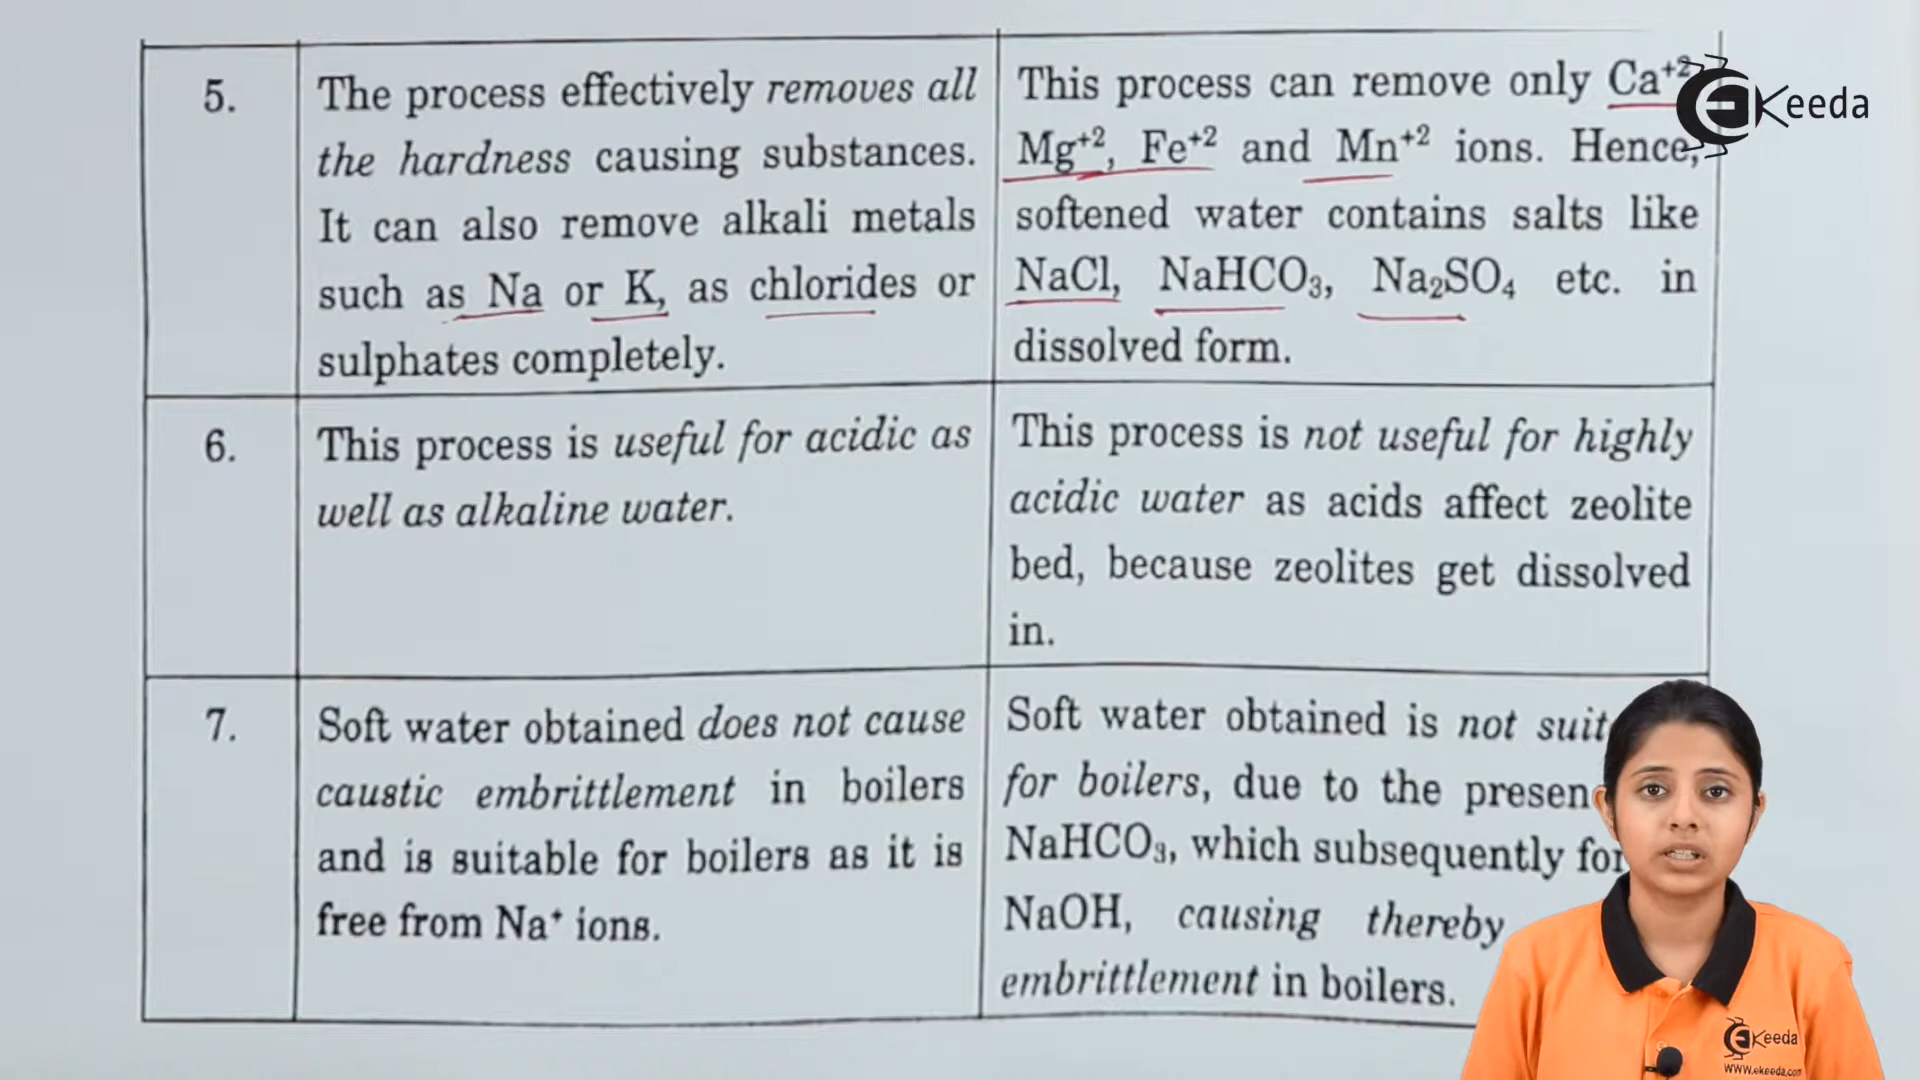 5.
The process effectively removes all
the hardness causing substances.
It can also remove alkali metals
such as Na or K, as chlorides or
sulphates completely.
This process can remove only Ca⁺²
Mg⁺², Fe⁺² and Mn⁺² ions. Hence,
softened water contains salts like
NaCl, NaHCO₃, Na₂SO₄ etc. in
dissolved form.
6.
This process is useful for acidic as
well as alkaline water.
This process is not useful for highly
acidic water as acids affect zeolite
bed, because zeolites get dissolved
in.
7.
Soft water obtained does not cause
caustic embrittlement in boilers
and is suitable for boilers as it is
free from Na⁺ ions.
Soft water obtained is not
for boilers, due to the
NaHCO₃, which subsequently
NaOH, causing thereby
embrittlement in boilers.
eKeeda
eKeeda
www.ekeeda.com